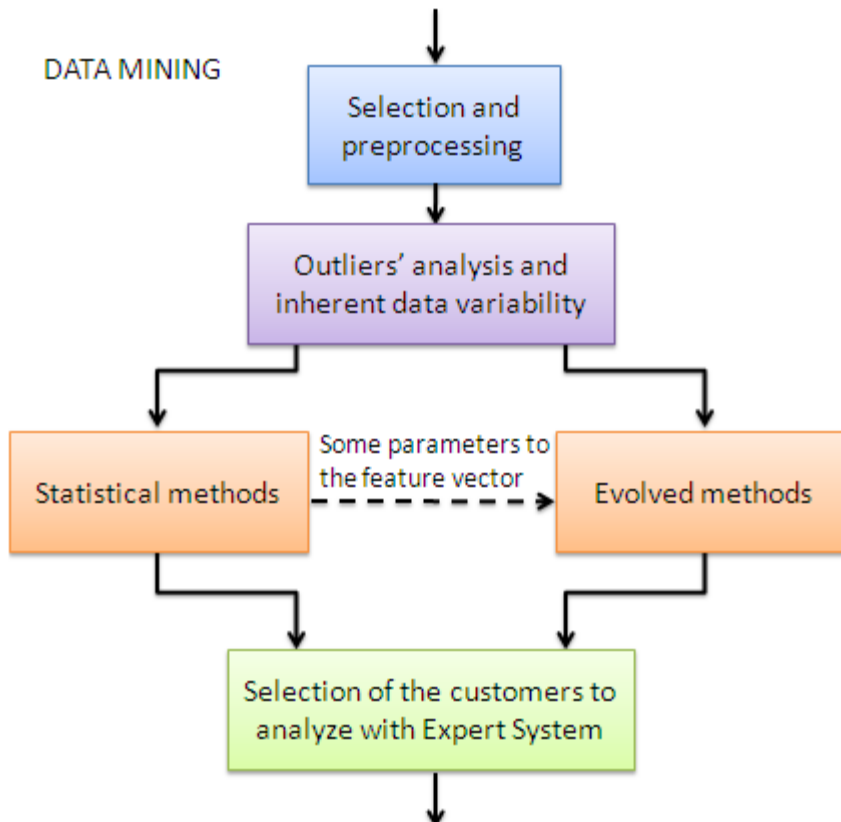 DATA MINING
Selection and
preprocessing
Outliers’ analysis and
inherent data variability
Some parameters to
the feature vector
Statistical methods
Evolved methods
Selection of the customers to
analyze with Expert System